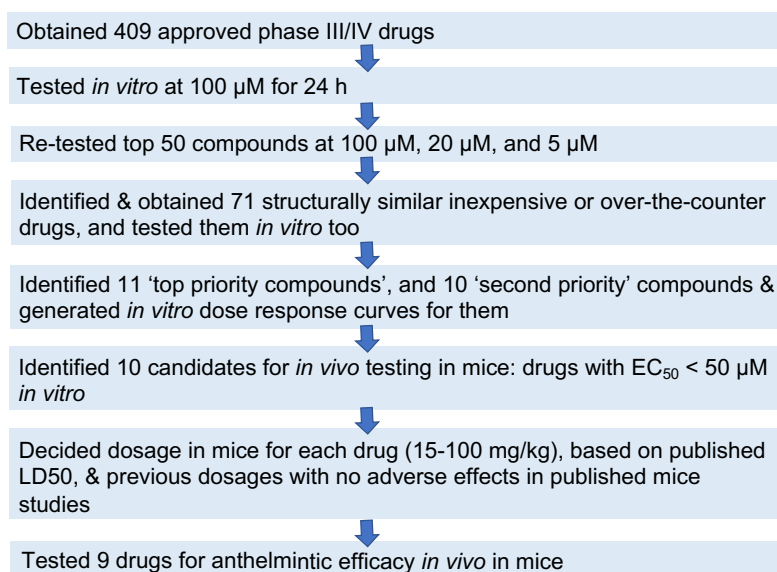 Obtained 409 approved phase III/IV drugs
Tested in vitro at 100 µM for 24 h
Re-tested top 50 compounds at 100 µM, 20 µM, and 5 µM
Identified & obtained 71 structurally similar inexpensive or over-the-counter
drugs, and tested them in vitro too
Identified 11 ‘top priority compounds’, and 10 ‘second priority’ compounds &
generated in vitro dose response curves for them
Identified 10 candidates for in vivo testing in mice: drugs with EC₅₀ < 50 µM
in vitro
Decided dosage in mice for each drug (15-100 mg/kg), based on published
LD50, & previous dosages with no adverse effects in published mice
studies
Tested 9 drugs for anthelmintic efficacy in vivo in mice